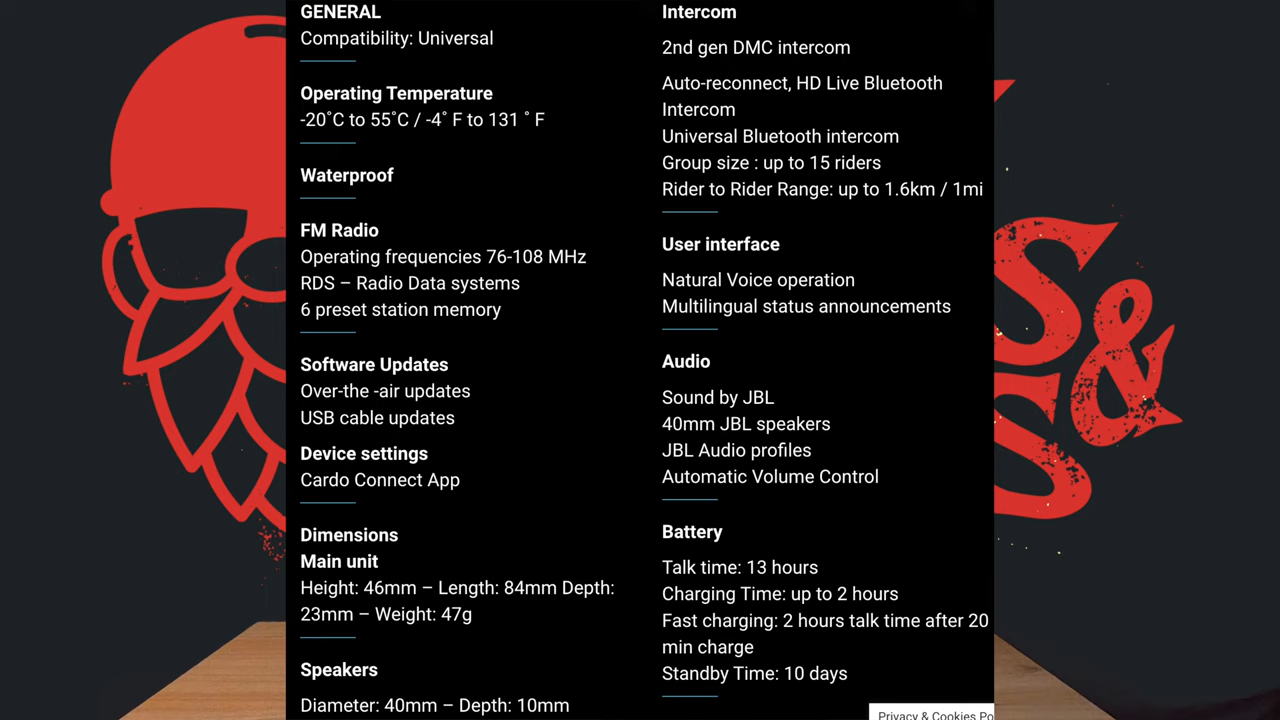 GENERAL
Compatibility: Universal
Operating Temperature
-20˚C to 55˚C / -4˚ F to 131 ˚ F
Waterproof
FM Radio
Operating frequencies 76-108 MHz
RDS – Radio Data systems
6 preset station memory
Software Updates
Over-the -air updates
USB cable updates
Device settings
Cardo Connect App
Dimensions
Main unit
Height: 46mm – Length: 84mm Depth:
23mm – Weight: 47g
Speakers
Diameter: 40mm – Depth: 10mm
Intercom
2nd gen DMC intercom
Auto-reconnect, HD Live Bluetooth
Intercom
Universal Bluetooth intercom
Group size : up to 15 riders
Rider to Rider Range: up to 1.6km / 1mi
User interface
Natural Voice operation
Multilingual status announcements
Audio
Sound by JBL
40mm JBL speakers
JBL Audio profiles
Automatic Volume Control
Battery
Talk time: 13 hours
Charging Time: up to 2 hours
Fast charging: 2 hours talk time after 20
min charge
Standby Time: 10 days
Privacy & Cookies Po
S &
S